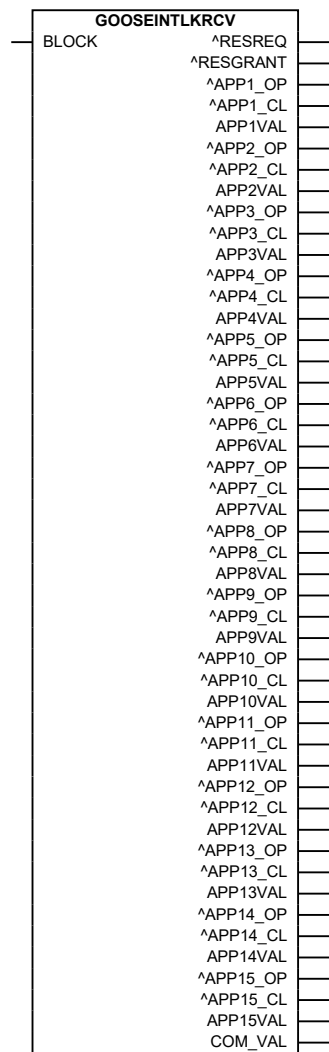 GOOSEINTLKRCV
BLOCK ^RESREQ
^RESGRANT
^APP1_OP
^APP1_CL
APP1VAL
^APP2_OP
^APP2_CL
APP2VAL
^APP3_OP
^APP3_CL
APP3VAL
^APP4_OP
^APP4_CL
APP4VAL
^APP5_OP
^APP5_CL
APP5VAL
^APP6_OP
^APP6_CL
APP6VAL
^APP7_OP
^APP7_CL
APP7VAL
^APP8_OP
^APP8_CL
APP8VAL
^APP9_OP
^APP9_CL
APP9VAL
^APP10_OP
^APP10_CL
APP10VAL
^APP11_OP
^APP11_CL
APP11VAL
^APP12_OP
^APP12_CL
APP12VAL
^APP13_OP
^APP13_CL
APP13VAL
^APP14_OP
^APP14_CL
APP14VAL
^APP15_OP
^APP15_CL
APP15VAL
COM_VAL